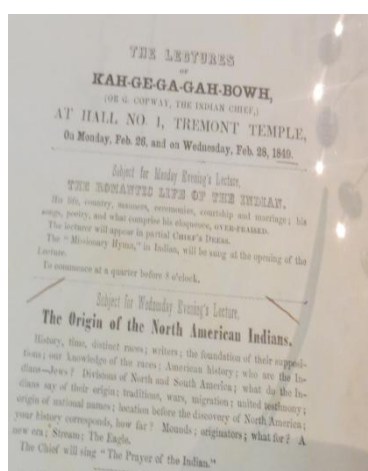 THE LECTURES
OF
KAH-GE-GA-GAH-BOWH,
(OR G. COPWAY, THE INDIAN CHIEF,)
AT HALL NO. 1, TREMONT TEMPLE,
On Monday, Feb. 26, and on Wednesday, Feb. 28, 1849.
Subject for Monday Evening's Lecture,
THE ROMANTIC LIFE OF THE INDIAN.
His life, country, manners, ceremonies, courtship and marriage; his
songs, poetry, and what comprise his eloquence, OVER-PRAISED.
The lecturer will appear in partial CHIEF'S DRESS.
The "Missionary Hymn," in Indian, will be sung at the opening of the
Lecture.
To commence at a quarter before 8 o'clock.
Subject for Wednesday Evening's Lecture,
The Origin of the North American Indians.
History, time, distinct races; writers; the foundation of their supposi-
tions; our knowledge of the races; American history; who are the In-
dians—Jews? Divisions of North and South America; what do the In-
dians say of their origin; traditions, wars, migration; united testimony;
origin of national names; location before the discovery of North America;
your history corresponds, how far? Mounds; originators; what for? A
new era; Stream; The Eagle.
The Chief will sing "The Prayer of the Indian."